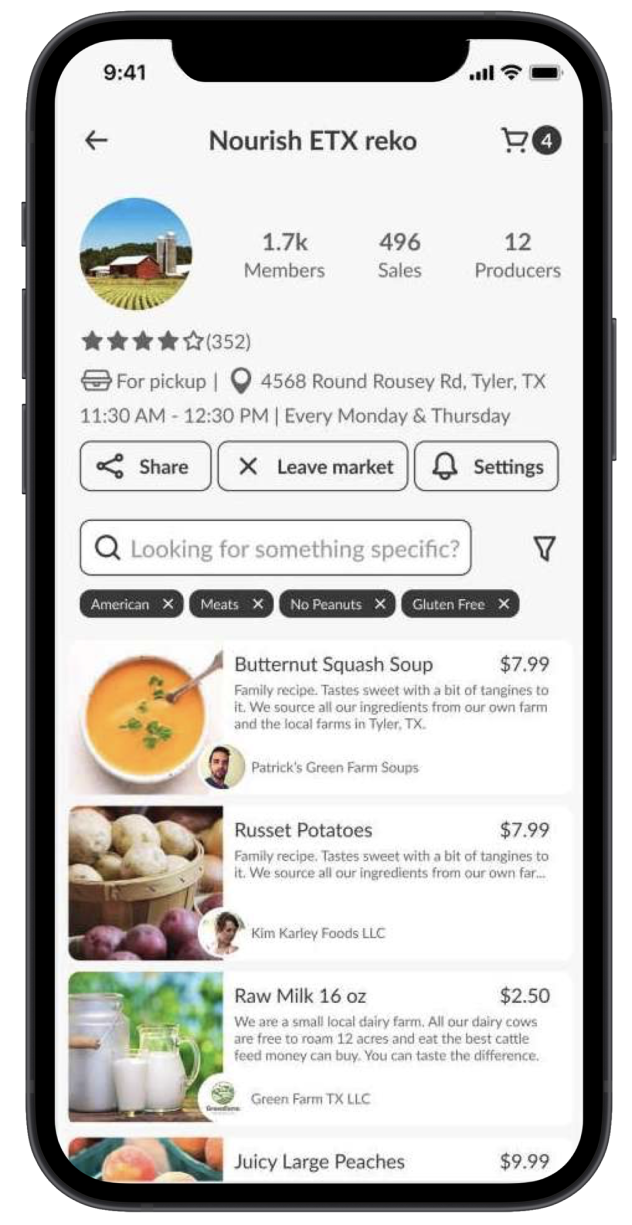 9:41
Nourish ETX reko
4
1.7k
Members
496
Sales
12
Producers
(352)
For pickup | 4568 Round Rousey Rd, Tyler, TX
11:30 AM - 12:30 PM | Every Monday & Thursday
Share
Leave market
Settings
Looking for something specific?
American ✕
Meats ✕
No Peanuts ✕
Gluten Free ✕
Butternut Squash Soup
$7.99
Family recipe. Tastes sweet with a bit of tangines to
it. We source all our ingredients from our own farm
and the local farms in Tyler, TX.
Patrick's Green Farm Soups
Russet Potatoes
$7.99
Family recipe. Tastes sweet with a bit of tangines to
it. We source all our ingredients from our own far...
Kim Karley Foods LLC
Raw Milk 16 oz
$2.50
We are a small local dairy farm. All our dairy cows
are free to roam 12 acres and eat the best cattle
feed money can buy. You can taste the difference.
Green Farm TX LLC
Juicy Large Peaches
$9.99